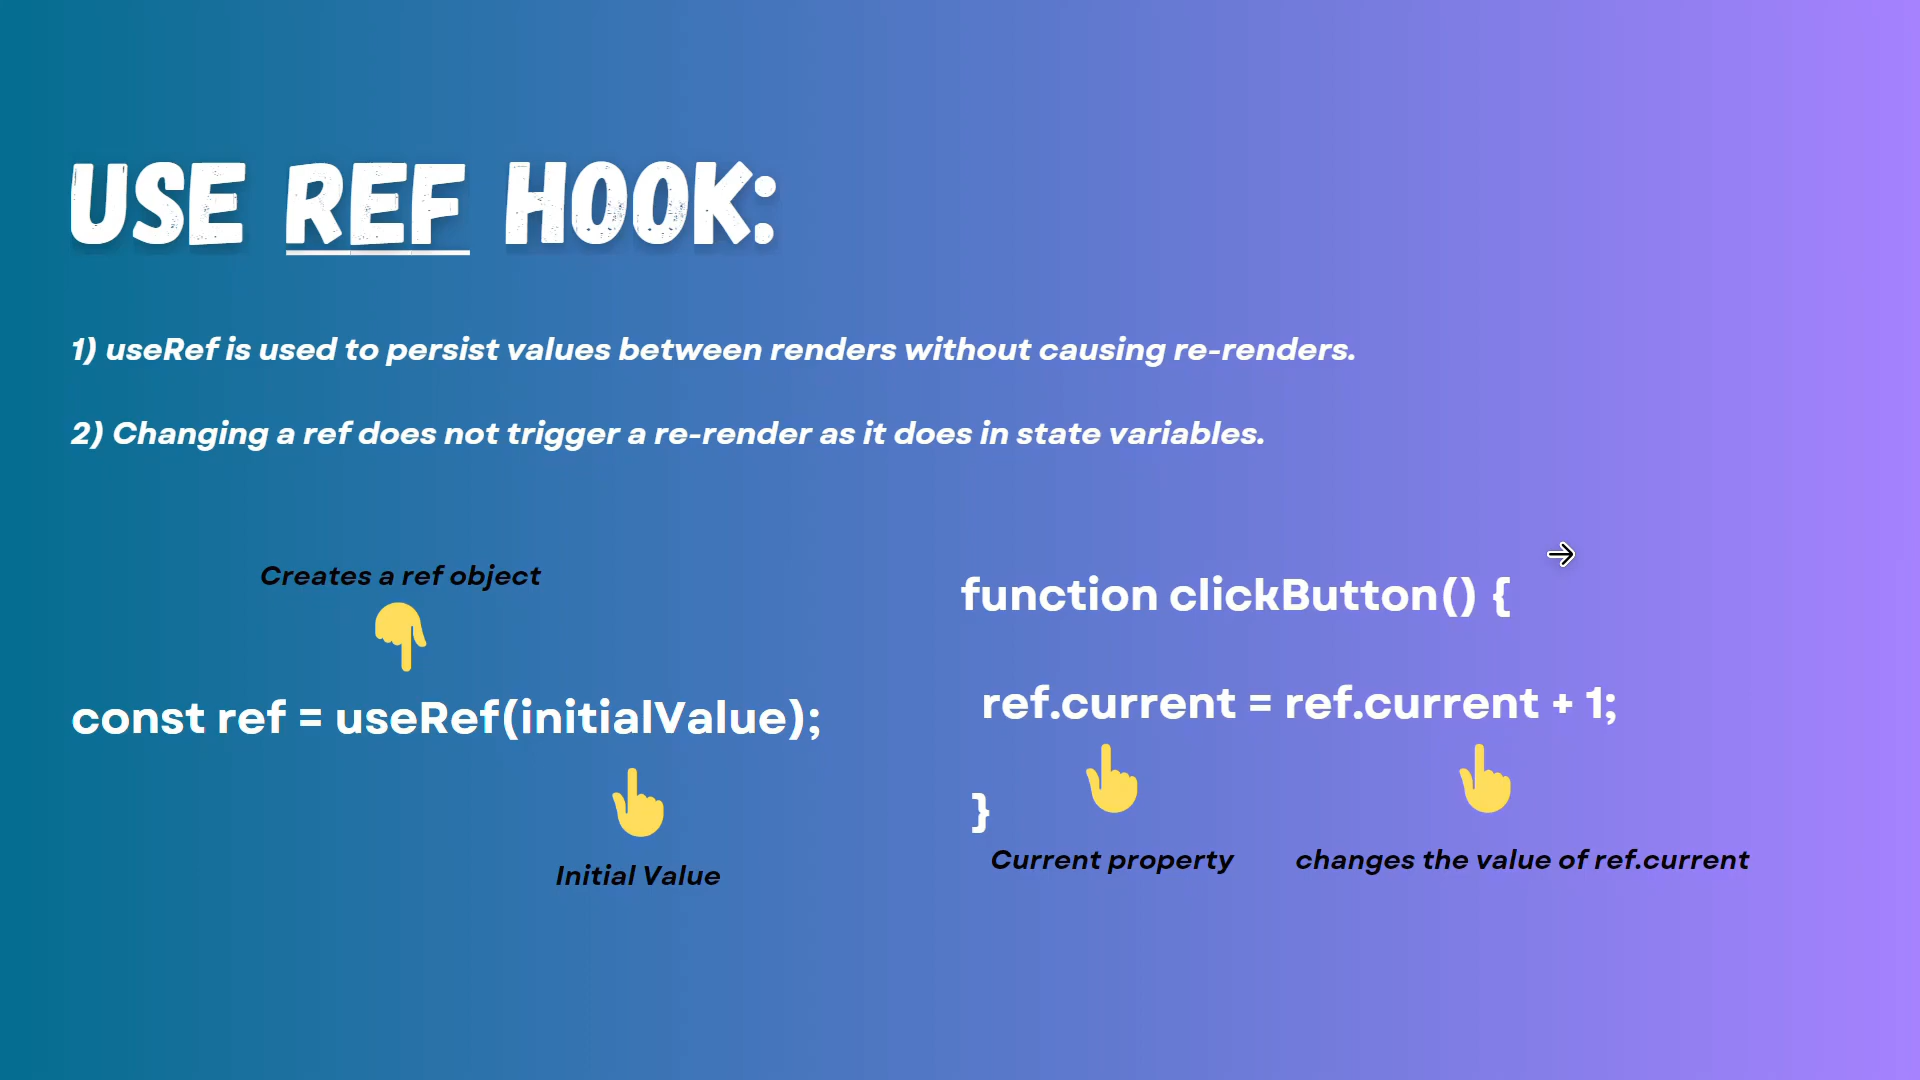 USE REF HOOK:
1) useRef is used to persist values between renders without causing re-renders.
2) Changing a ref does not trigger a re-render as it does in state variables.
Creates a ref object
const ref = useRef(initialValue);
Initial Value
function clickButton() {
ref.current = ref.current + 1;
}
Current property
changes the value of ref.current